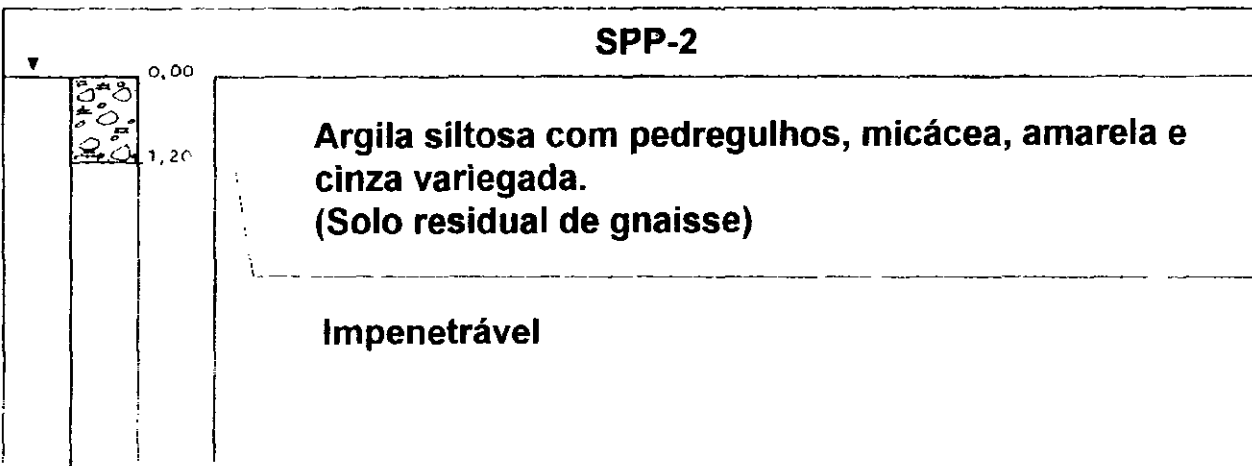 SPP-2
0,00
Argila siltosa com pedregulhos, micácea, amarela e
1,20
cinza variegada.
(Solo residual de gnaisse)
Impenetrável